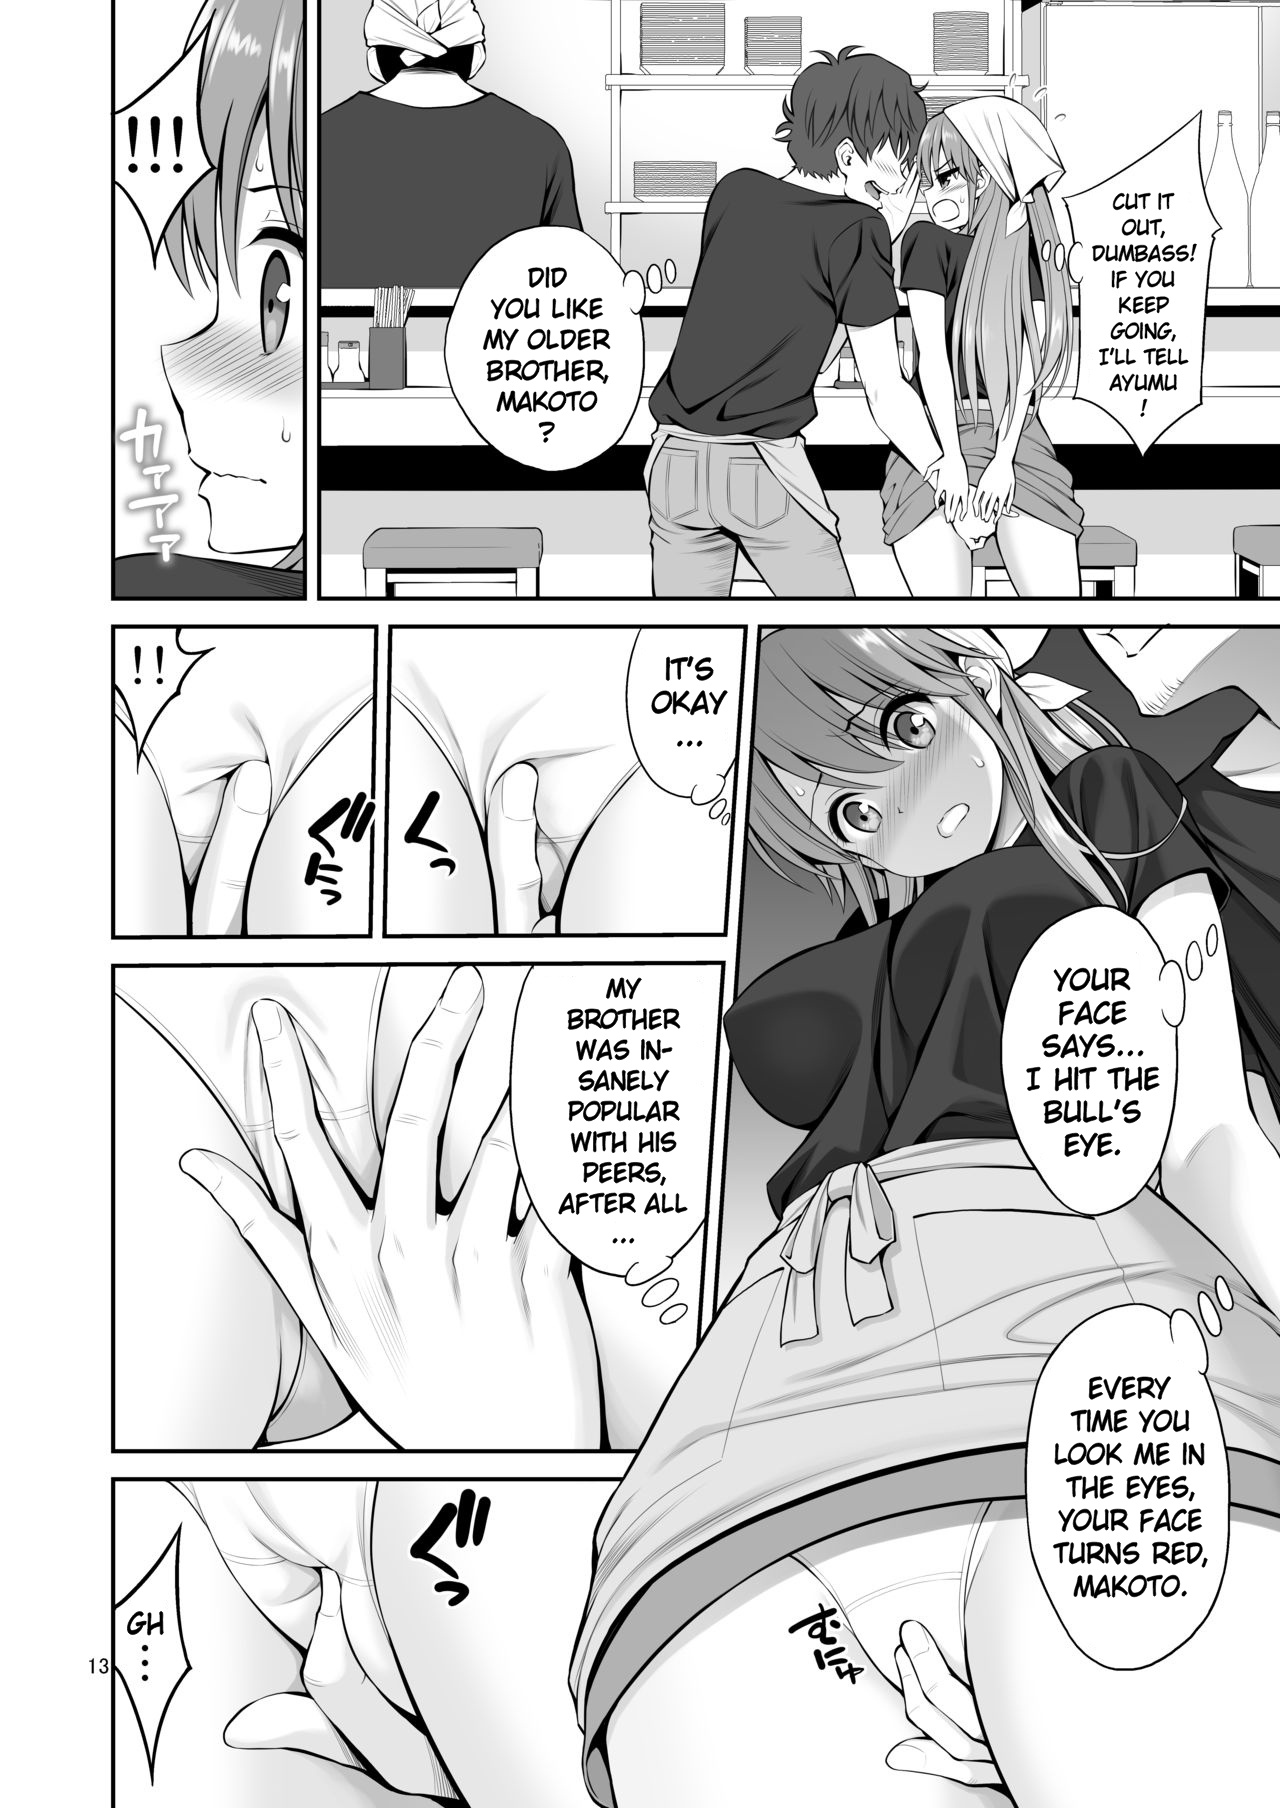 CUT IT
OUT,
DUMBASS!
IF YOU
KEEP
GOING,
I'LL TELL
AYUMU
!
DID
YOU LIKE
MY OLDER
BROTHER,
MAKOTO
?
!!!
カァァァァ
YOUR
FACE
SAYS...
I HIT THE
BULL'S
EYE.
EVERY
TIME YOU
LOOK ME IN
THE EYES,
YOUR FACE
TURNS RED,
MAKOTO.
むにゅ
IT'S
OKAY
...
くっ
!!
MY
BROTHER
WAS IN-
SANELY
POPULAR
WITH HIS
PEERS,
AFTER ALL
...
ぐっ
GH
...
13